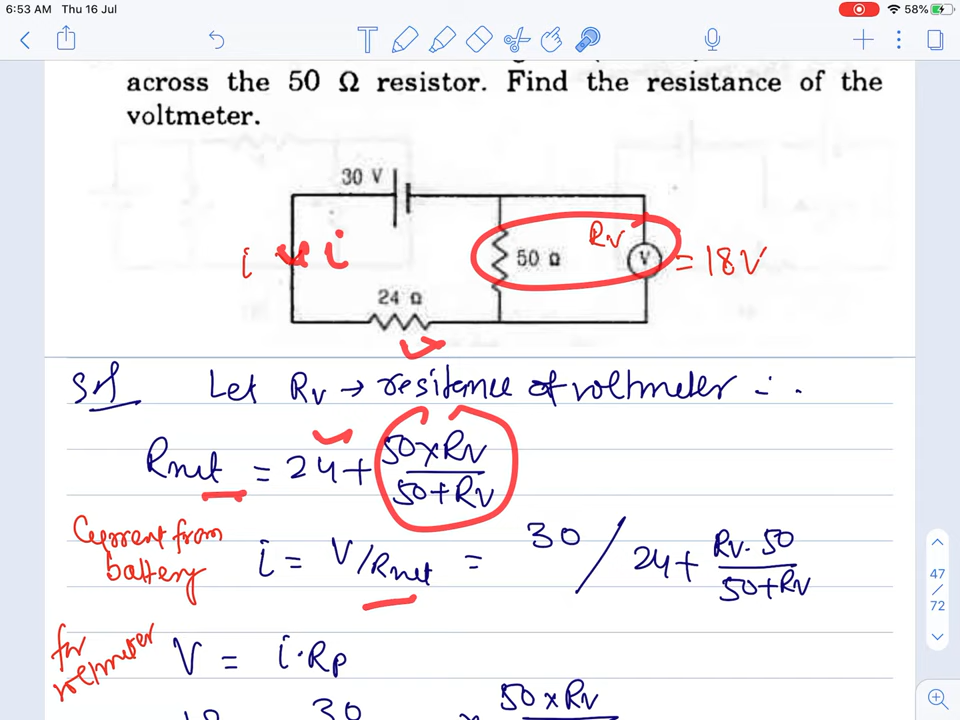 6:53 AM Thu 16 Jul
58%
across the 50 Ω resistor. Find the resistance of the
voltmeter.
30 V
Rv
i
i
50 Ω
V
= 18V
24 Ω
Sol
Let Rv → resitance of voltmeter :.
Rnet = 24 + 50 x Rv / 50 + Rv
Current from
battery
i = V/Rnet = 30 / 24 + Rv . 50 / 50 + Rv
for
voltmeter
V = i . Rp
30
50 x Rv
47
/
72